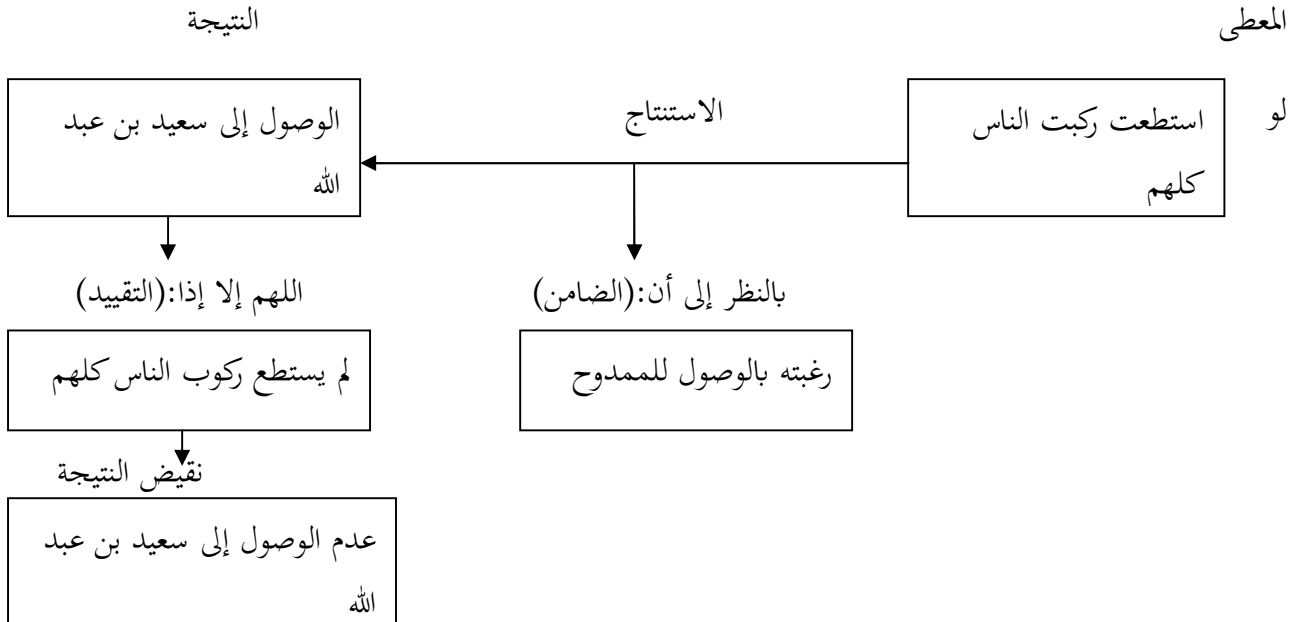 المعطى
النتيجة
لو
استطعت ركبت الناس
كلهم
الاستنتاج
الوصول إلى سعيد بن عبد
الله
بالنظر إلى أن:(الضامن)
اللهم إلا إذا:(التقييد)
رغبته بالوصول للممدوح
لم يستطع ركوب الناس كلهم
نقيض النتيجة
عدم الوصول إلى سعيد بن عبد
الله